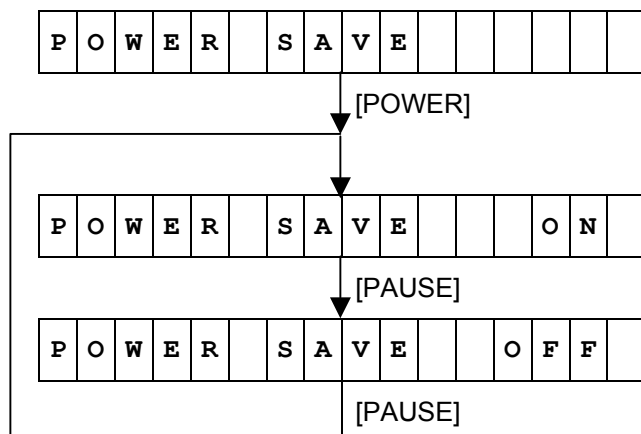 POWER SAVE
[POWER]
POWER SAVE ON
[PAUSE]
POWER SAVE OFF
[PAUSE]